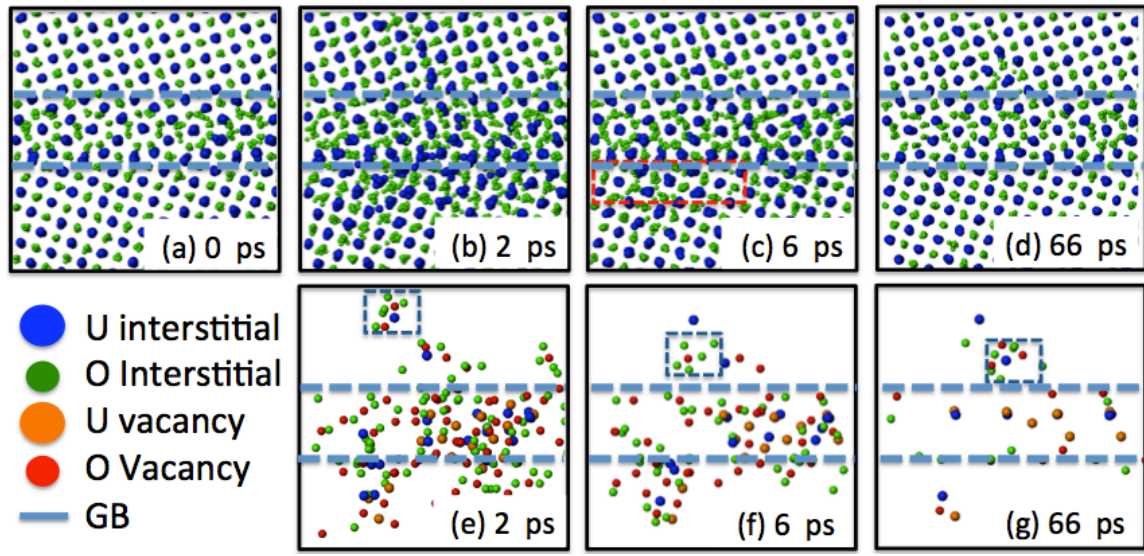 (a) 0 ps
(b) 2 ps
(c) 6 ps
(d) 66 ps
U interstitial
O Interstitial
U vacancy
O Vacancy
GB
(e) 2 ps
(f) 6 ps
(g) 66 ps